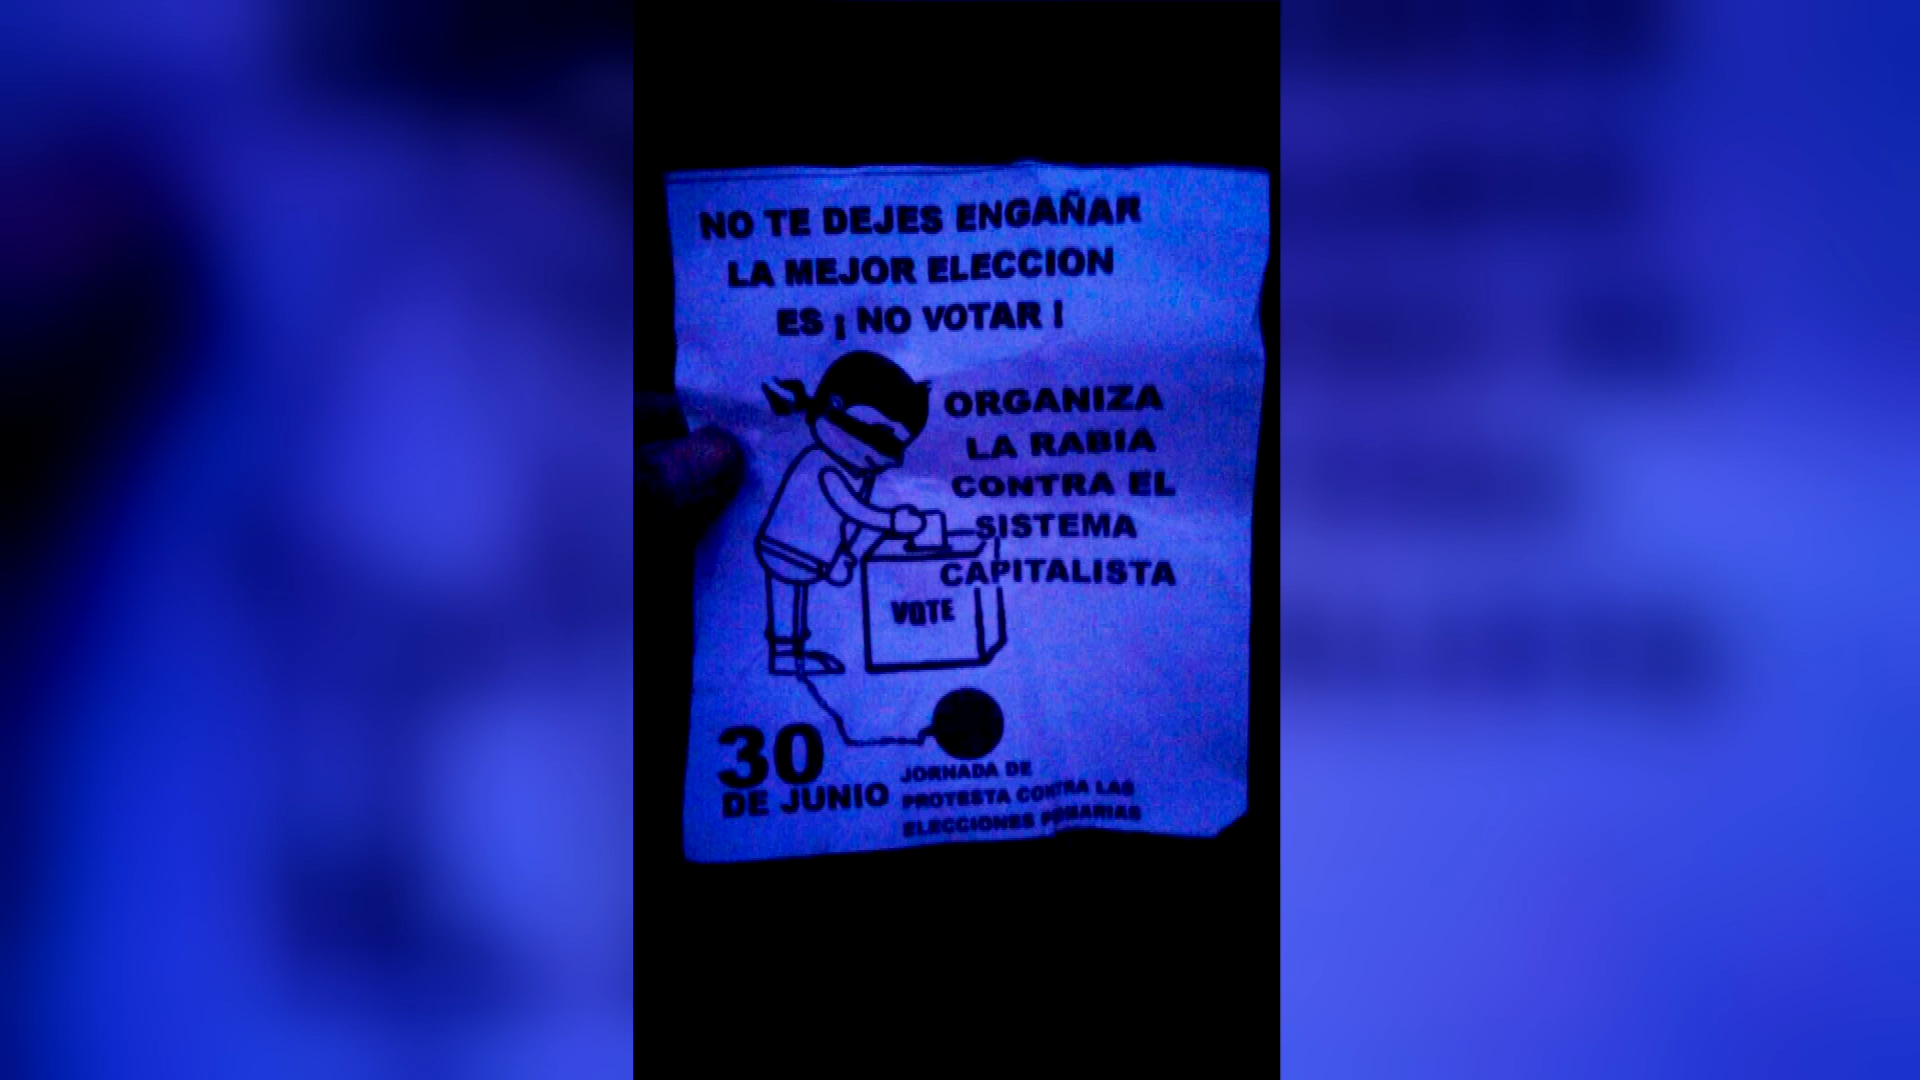 NO TE DEJES ENGAÑAR
LA MEJOR ELECCION
ES ¡ NO VOTAR !
ORGANIZA
LA RABIA
CONTRA EL
SISTEMA
CAPITALISTA
VOTE
30
DE JUNIO
JORNADA DE
PROTESTA CONTRA LAS
ELECCIONES PRIMARIAS